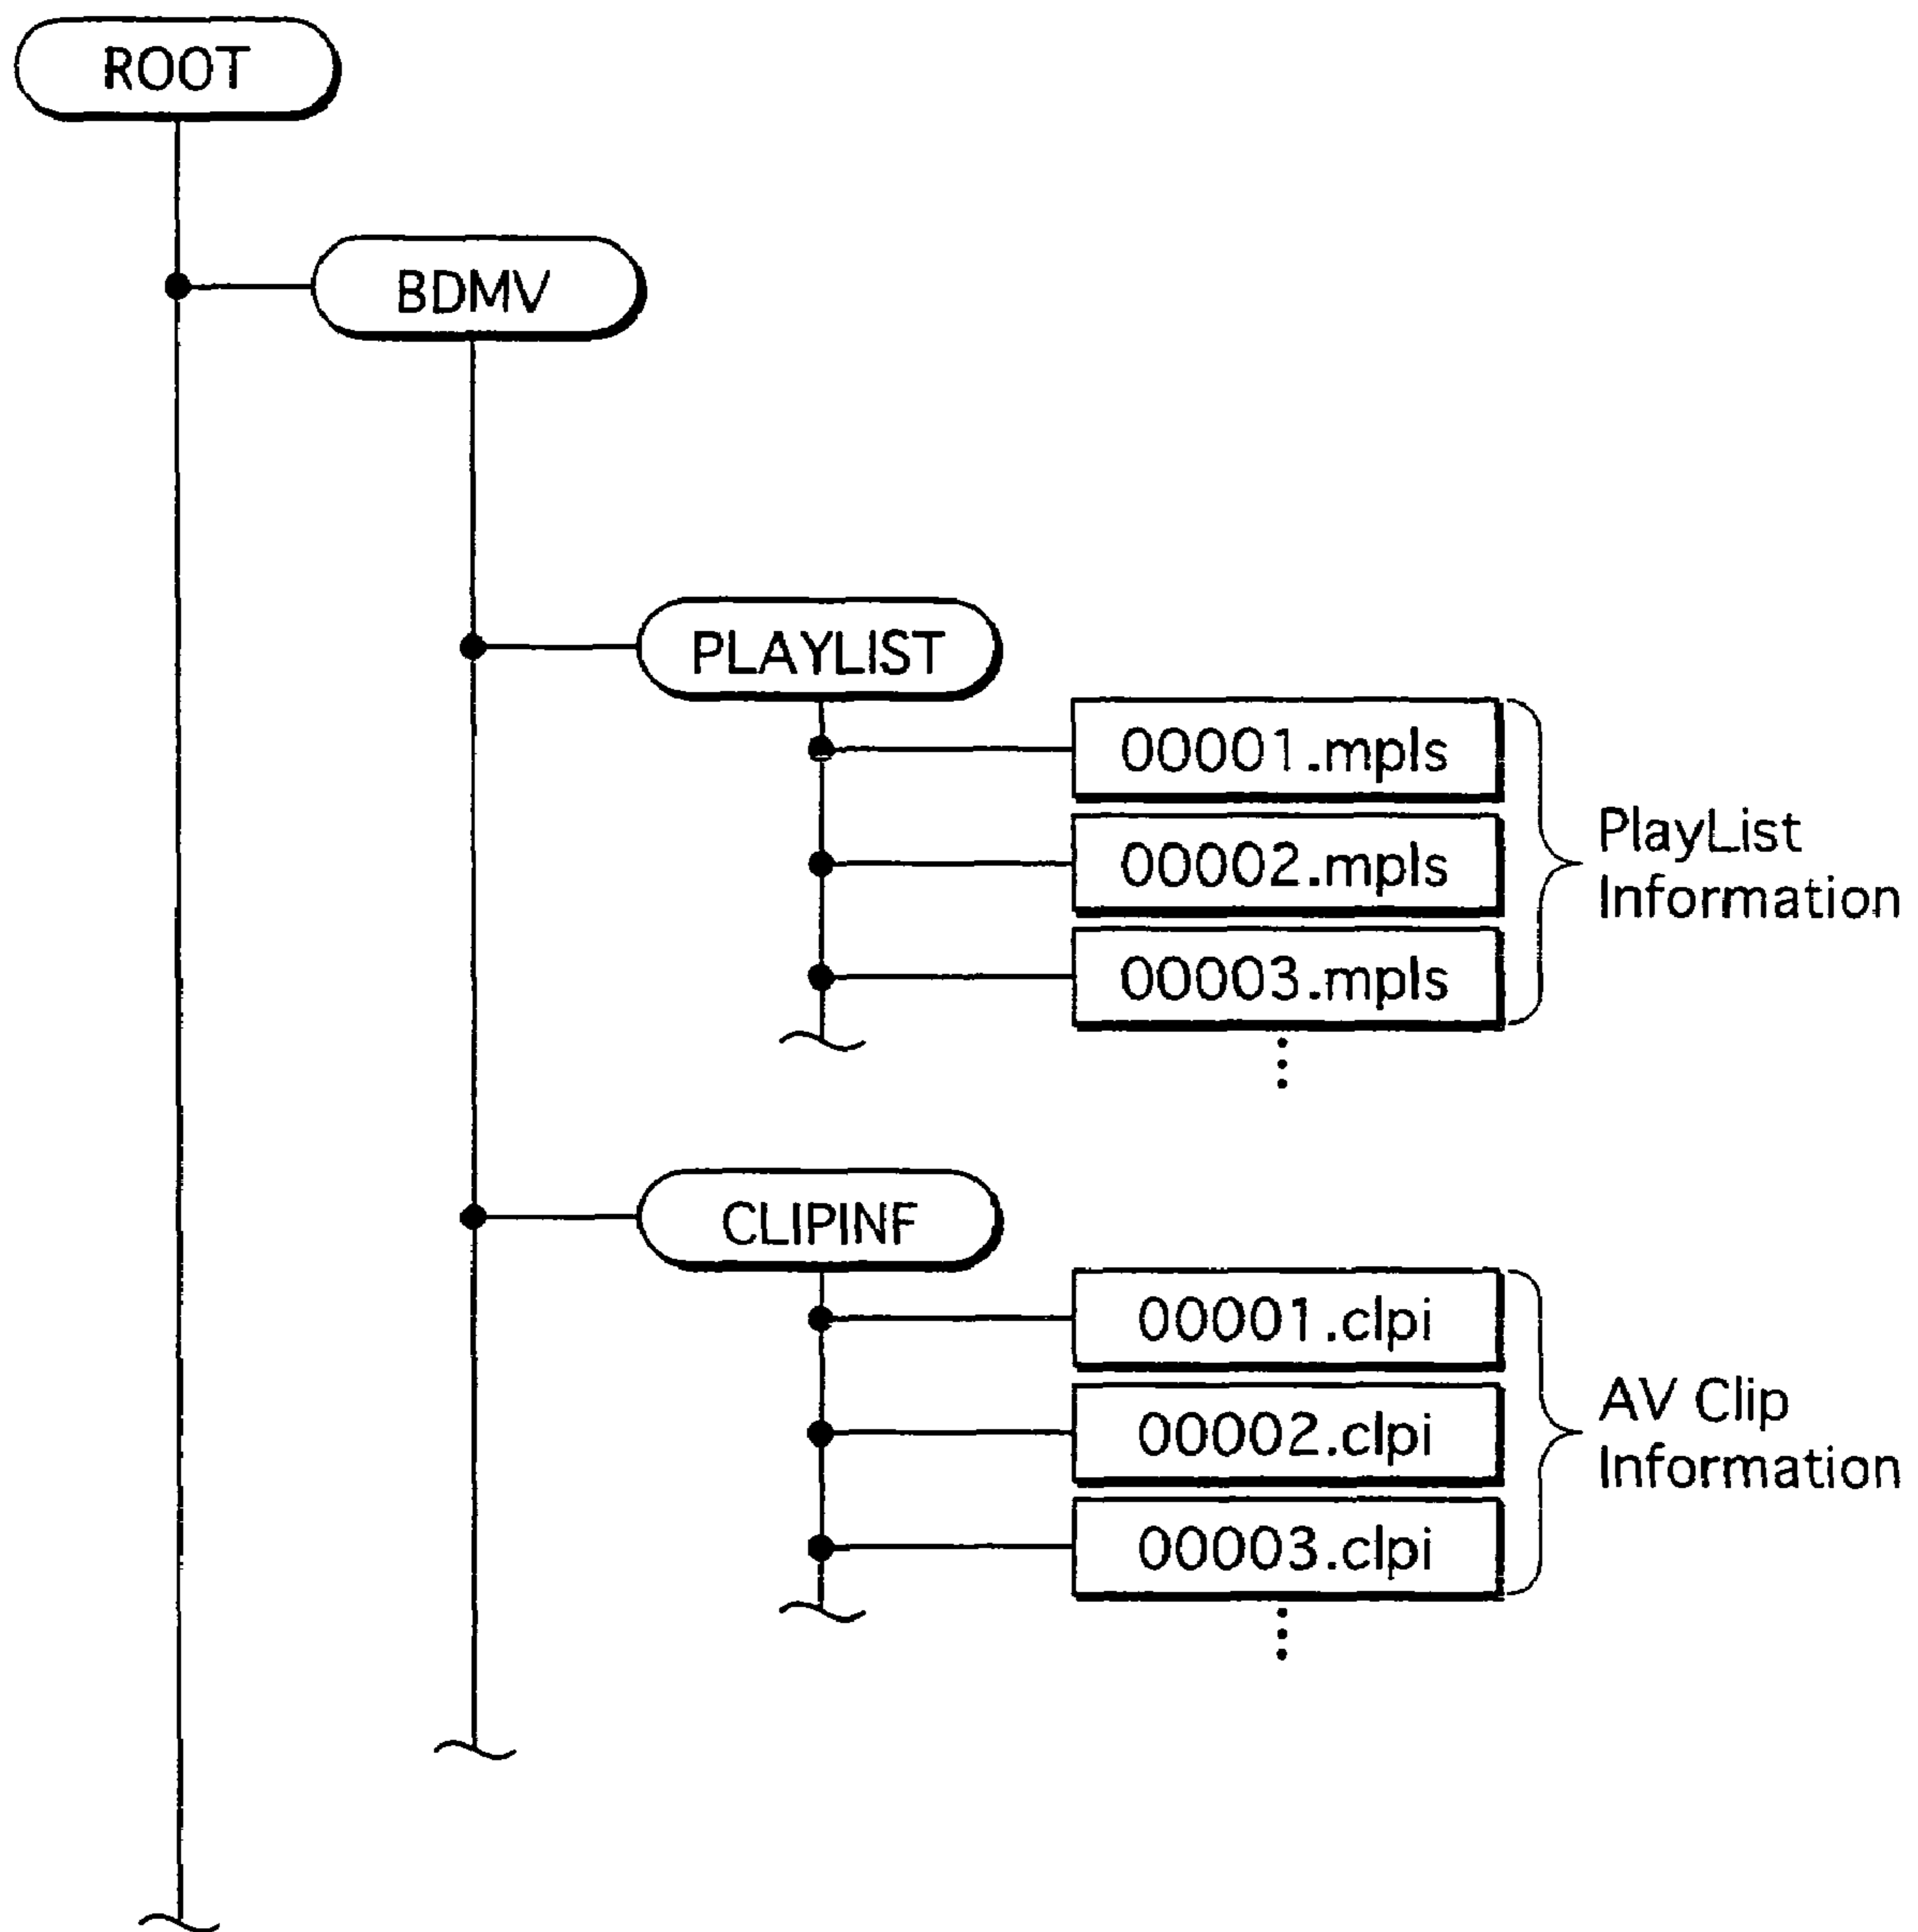 ROOT
BDMV
PLAYLIST
00001.mpls
00002.mpls
00003.mpls
PlayList
Information
CLIPINF
00001.clpi
00002.clpi
00003.clpi
AV Clip
Information